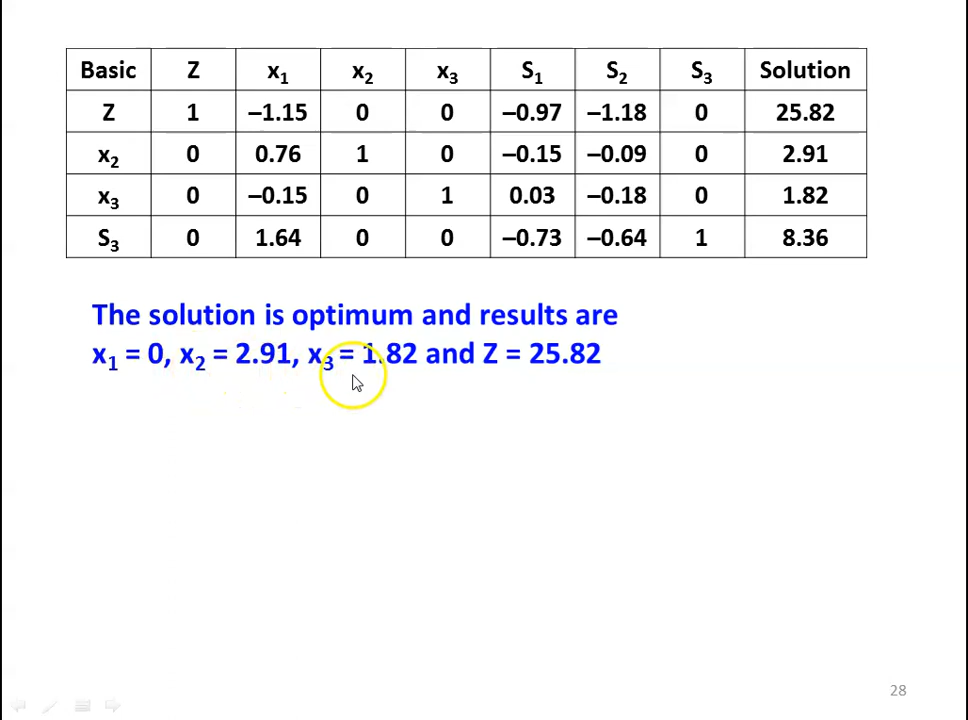 Basic Z x₁ x₂ x₃ S₁ S₂ S₃ Solution
Z 1 –1.15 0 0 –0.97 –1.18 0 25.82
x₂ 0 0.76 1 0 –0.15 –0.09 0 2.91
x₃ 0 –0.15 0 1 0.03 –0.18 0 1.82
S₃ 0 1.64 0 0 –0.73 –0.64 1 8.36
The solution is optimum and results are
x₁ = 0, x₂ = 2.91, x₃ = 1.82 and Z = 25.82
28